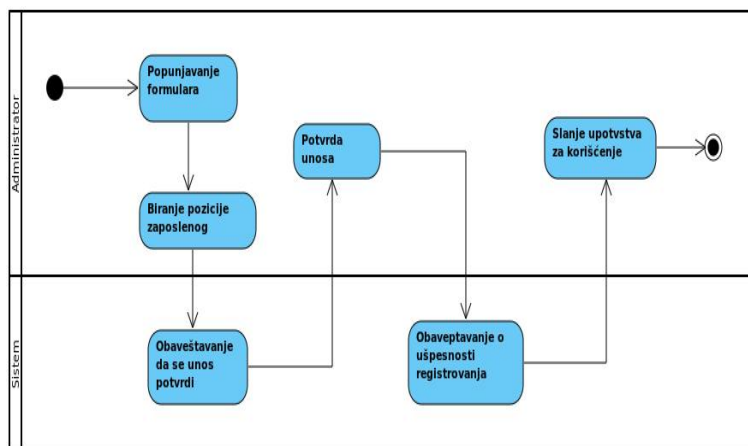 Administrator
Popunjavanje
formulara
Biranje pozicije
zaposlenog
Potvrda
unosa
Slanje upotvstva
za korišćenje
Sistem
Obaveštavanje
da se unos
potvrdi
Obaveptavanje o
ušpesnosti
registrovanja